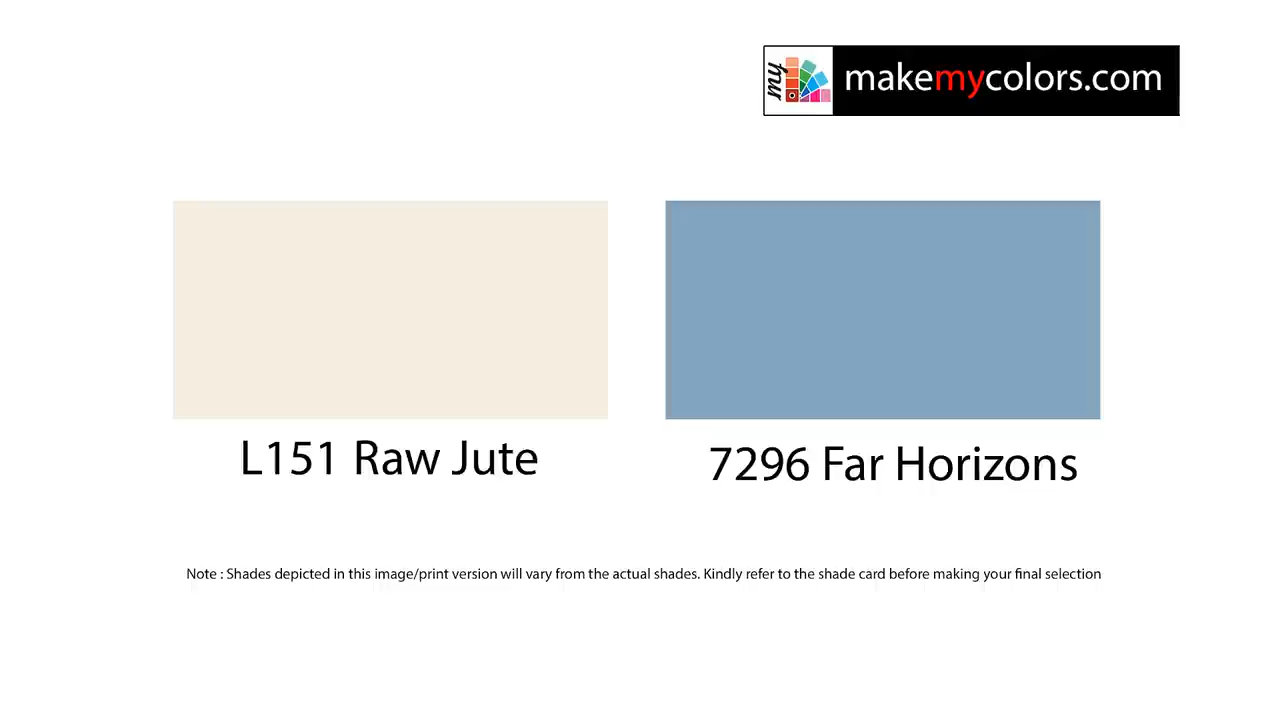 my
makemycolors.com
L151 Raw Jute
7296 Far Horizons
Note : Shades depicted in this image/print version will vary from the actual shades. Kindly refer to the shade card before making your final selection